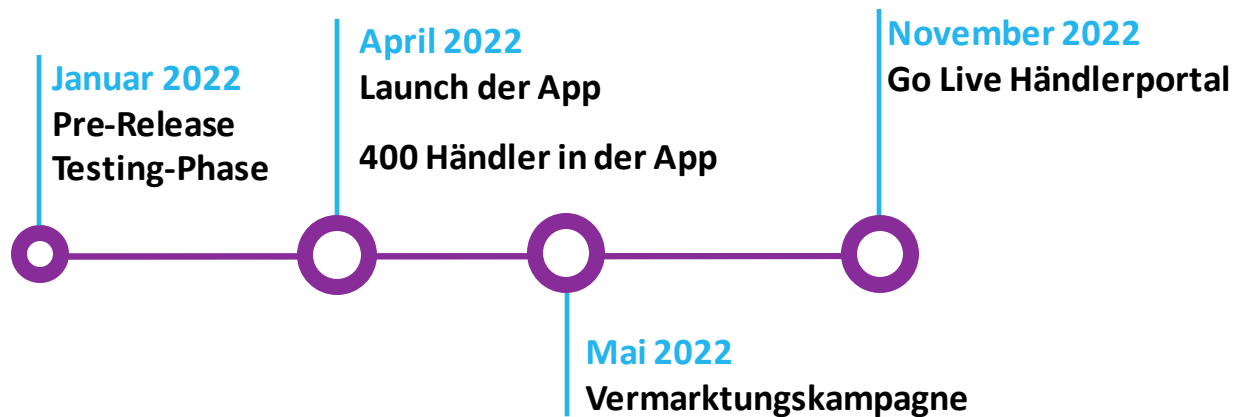 Januar 2022
Pre-Release
Testing-Phase
April 2022
Launch der App
400 Händler in der App
Mai 2022
Vermarktungskampagne
November 2022
Go Live Händlerportal